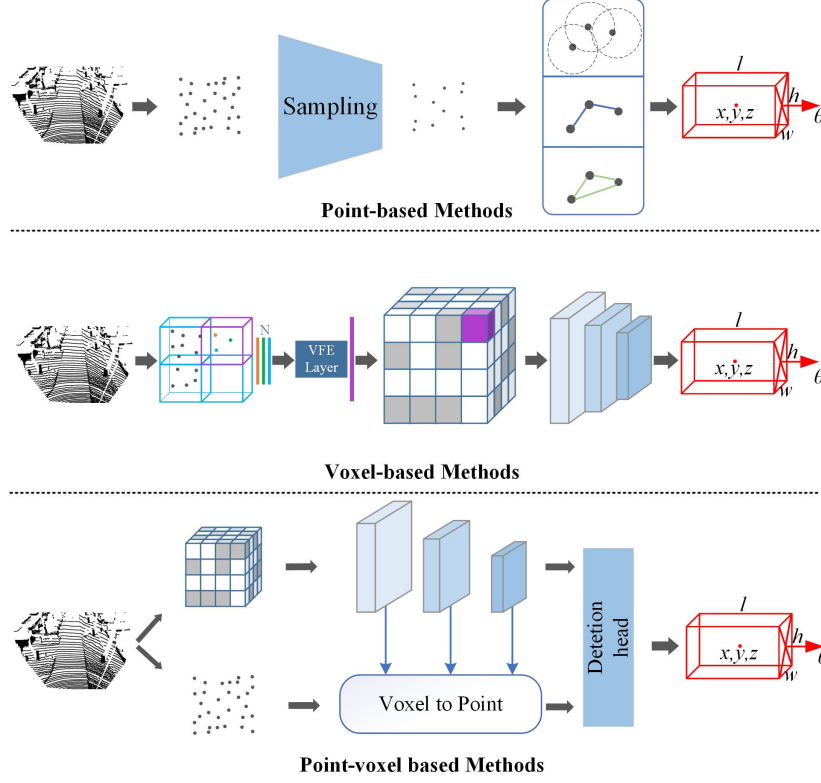 Sampling
l
h
x,y,z
θ
w
Point-based Methods
N
VFE
Layer
l
h
x,y,z
θ
w
Voxel-based Methods
Detetion
head
l
h
x,y,z
θ
w
Voxel to Point
Point-voxel based Methods